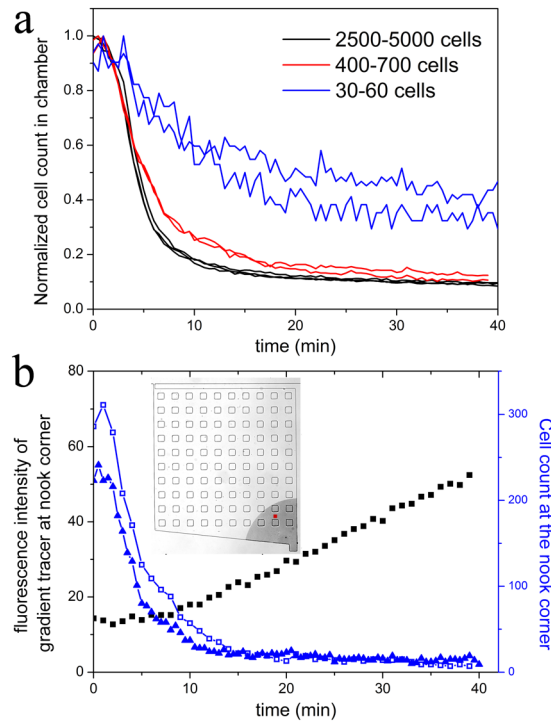 a
1.0
0.8
0.6
0.4
0.2
0.0
Normalized cell count in chamber
2500-5000 cells
400-700 cells
30-60 cells
0 10 20 30 40
time (min)
b
80
60
40
20
0
fluorescence intensity of
gradient tracer at nook corner
300
200
100
0
Cell count at the nook corner
0 10 20 30 40
time (min)